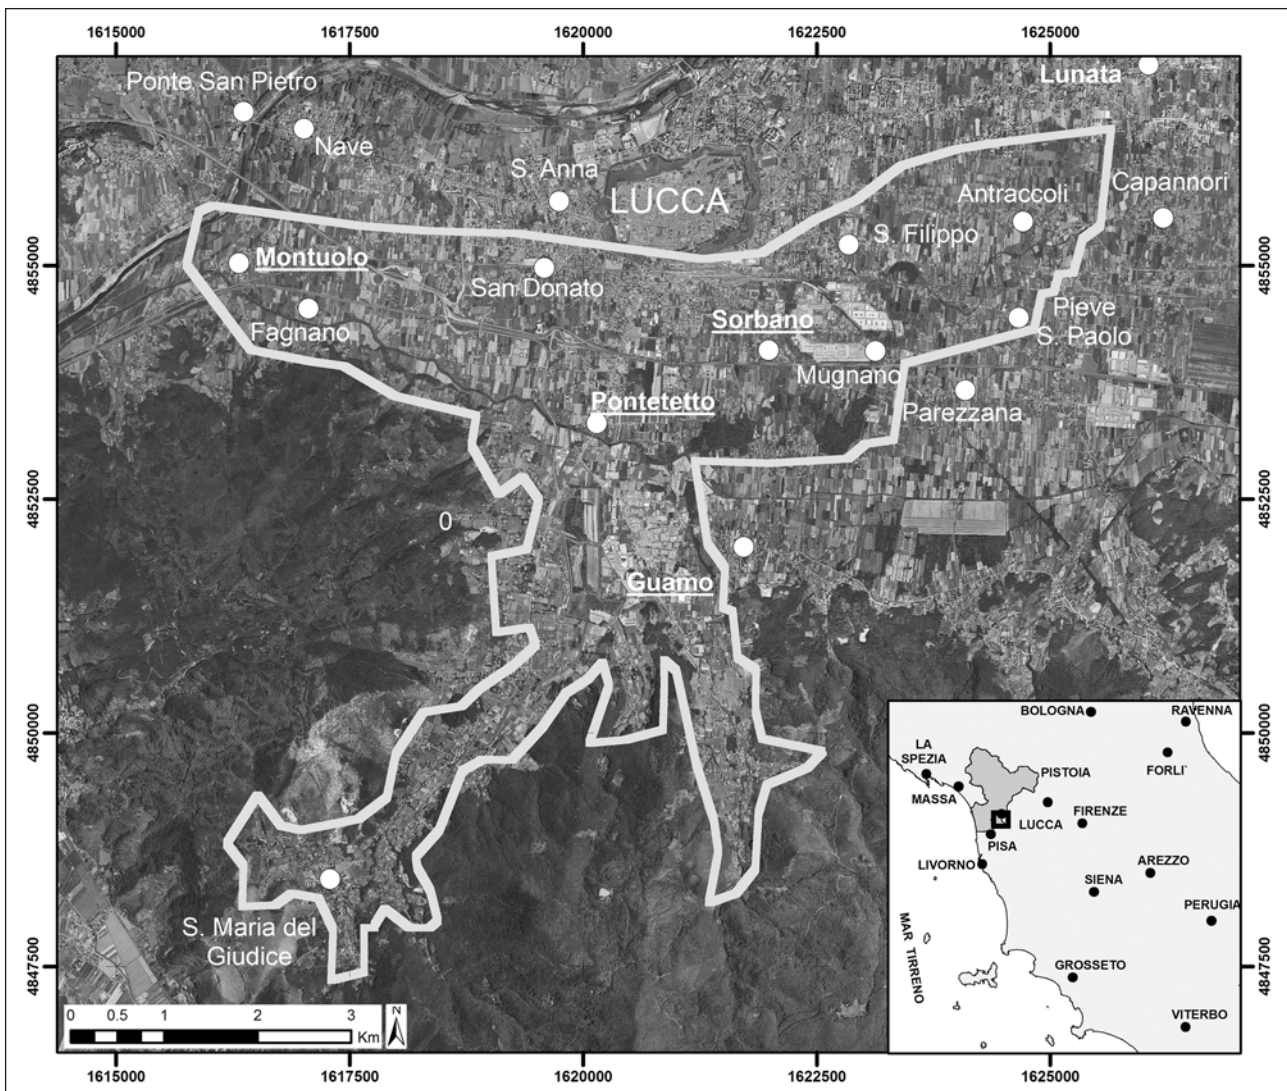 1615000
1617500
1620000
1622500
1625000
Ponte San Pietro
Lunata
Nave
S. Anna
LUCCA
Antraccoli
Capannori
S. Filippo
4855000
Montuolo
San Donato
4855000
Fagnano
Sorbano
Pieve
S. Paolo
Mugnano
Pontetetto
Parezzana
4852500
0
4852500
Guamo
4850000
4850000
BOLOGNA
RAVENNA
LA
SPEZIA
PISTOIA
FORLI`
MASSA
FIRENZE
LUCCA
PISA
LIVORNO
AREZZO
SIENA
PERUGIA
MAR TIRRENO
GROSSETO
VITERBO
S. Maria del
Giudice
4847500
4847500
0 0.5 1 2 3
Km
N
1615000
1617500
1620000
1622500
1625000